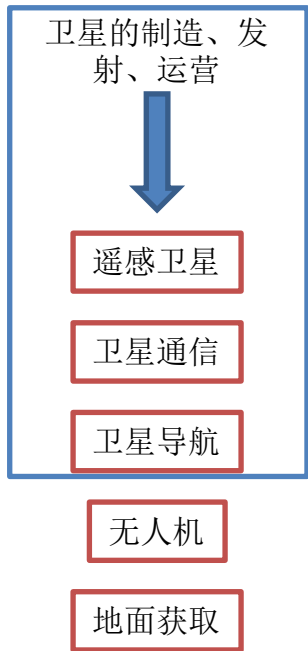 卫星的制造、发
射、运营
遥感卫星
卫星通信
卫星导航
无人机
地面获取